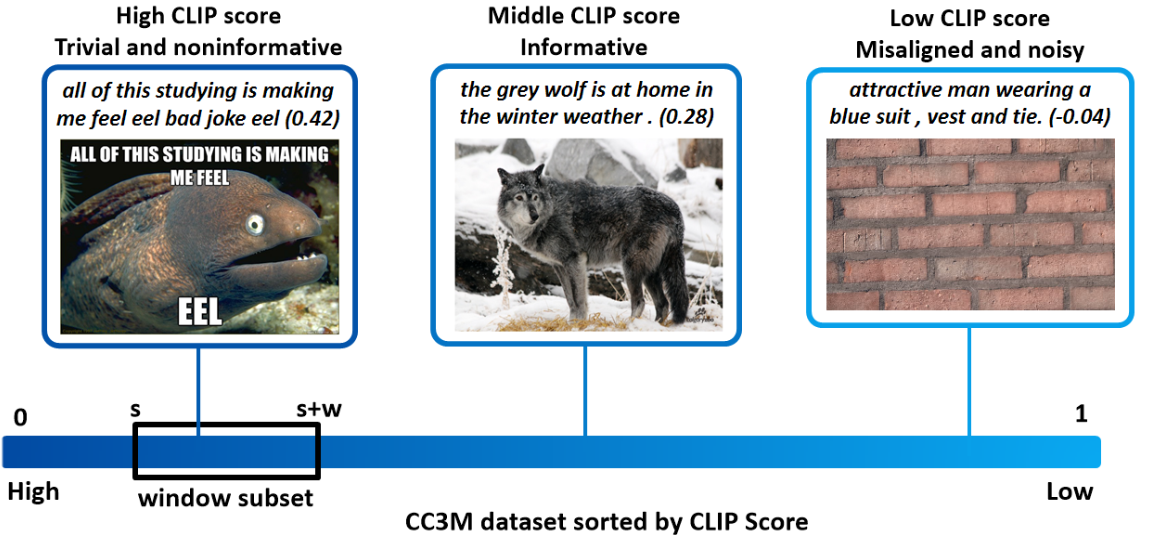 High CLIP score
Trivial and noninformative
all of this studying is making
me feel eel bad joke eel (0.42)
ALL OF THIS STUDYING IS MAKING
ME FEEL
EEL
Middle CLIP score
Informative
the grey wolf is at home in
the winter weather . (0.28)
Low CLIP score
Misaligned and noisy
attractive man wearing a
blue suit , vest and tie. (-0.04)
0
s
s+w
1
High
window subset
Low
CC3M dataset sorted by CLIP Score